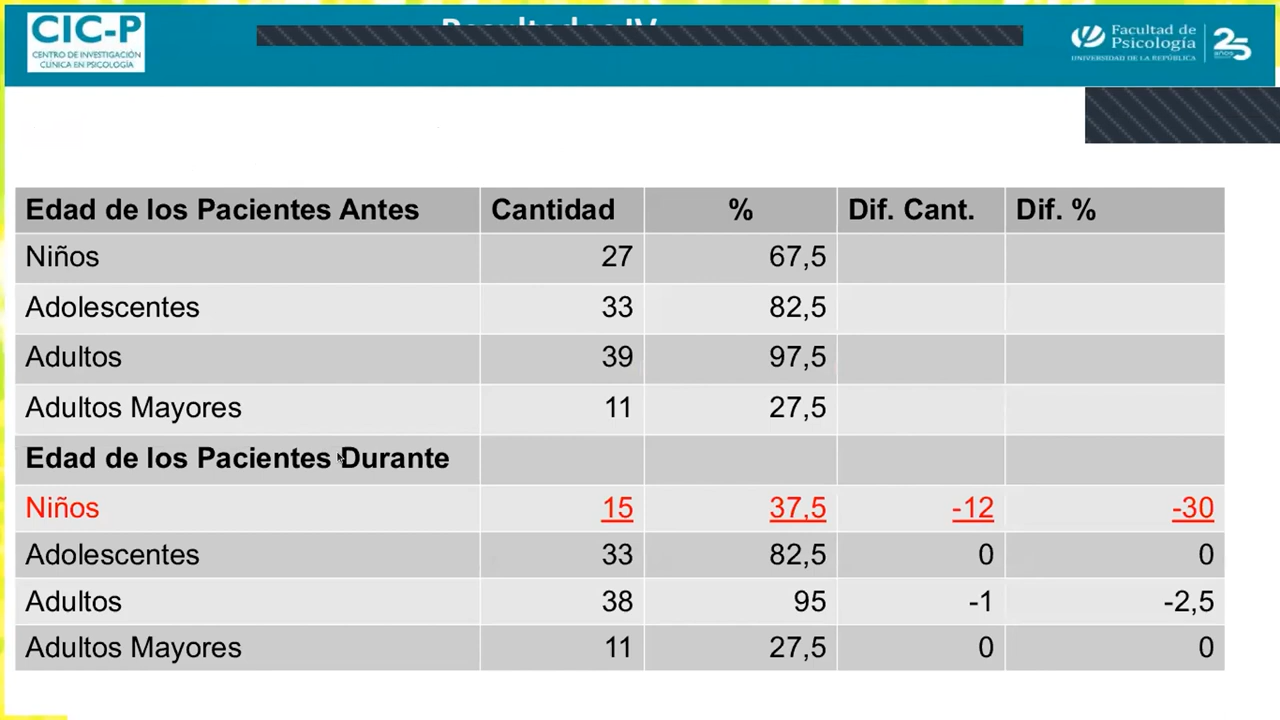 Resultados IV
CIC-P
CENTRO DE INVESTIGACIÓN
CLÍNICA EN PSICOLOGÍA
Facultad de
Psicología
UNIVERSIDAD DE LA REPÚBLICA
25
años
Edad de los Pacientes Antes Cantidad % Dif. Cant. Dif. %
Niños 27 67,5
Adolescentes 33 82,5
Adultos 39 97,5
Adultos Mayores 11 27,5
Edad de los Pacientes Durante
Niños 15 37,5 -12 -30
Adolescentes 33 82,5 0 0
Adultos 38 95 -1 -2,5
Adultos Mayores 11 27,5 0 0